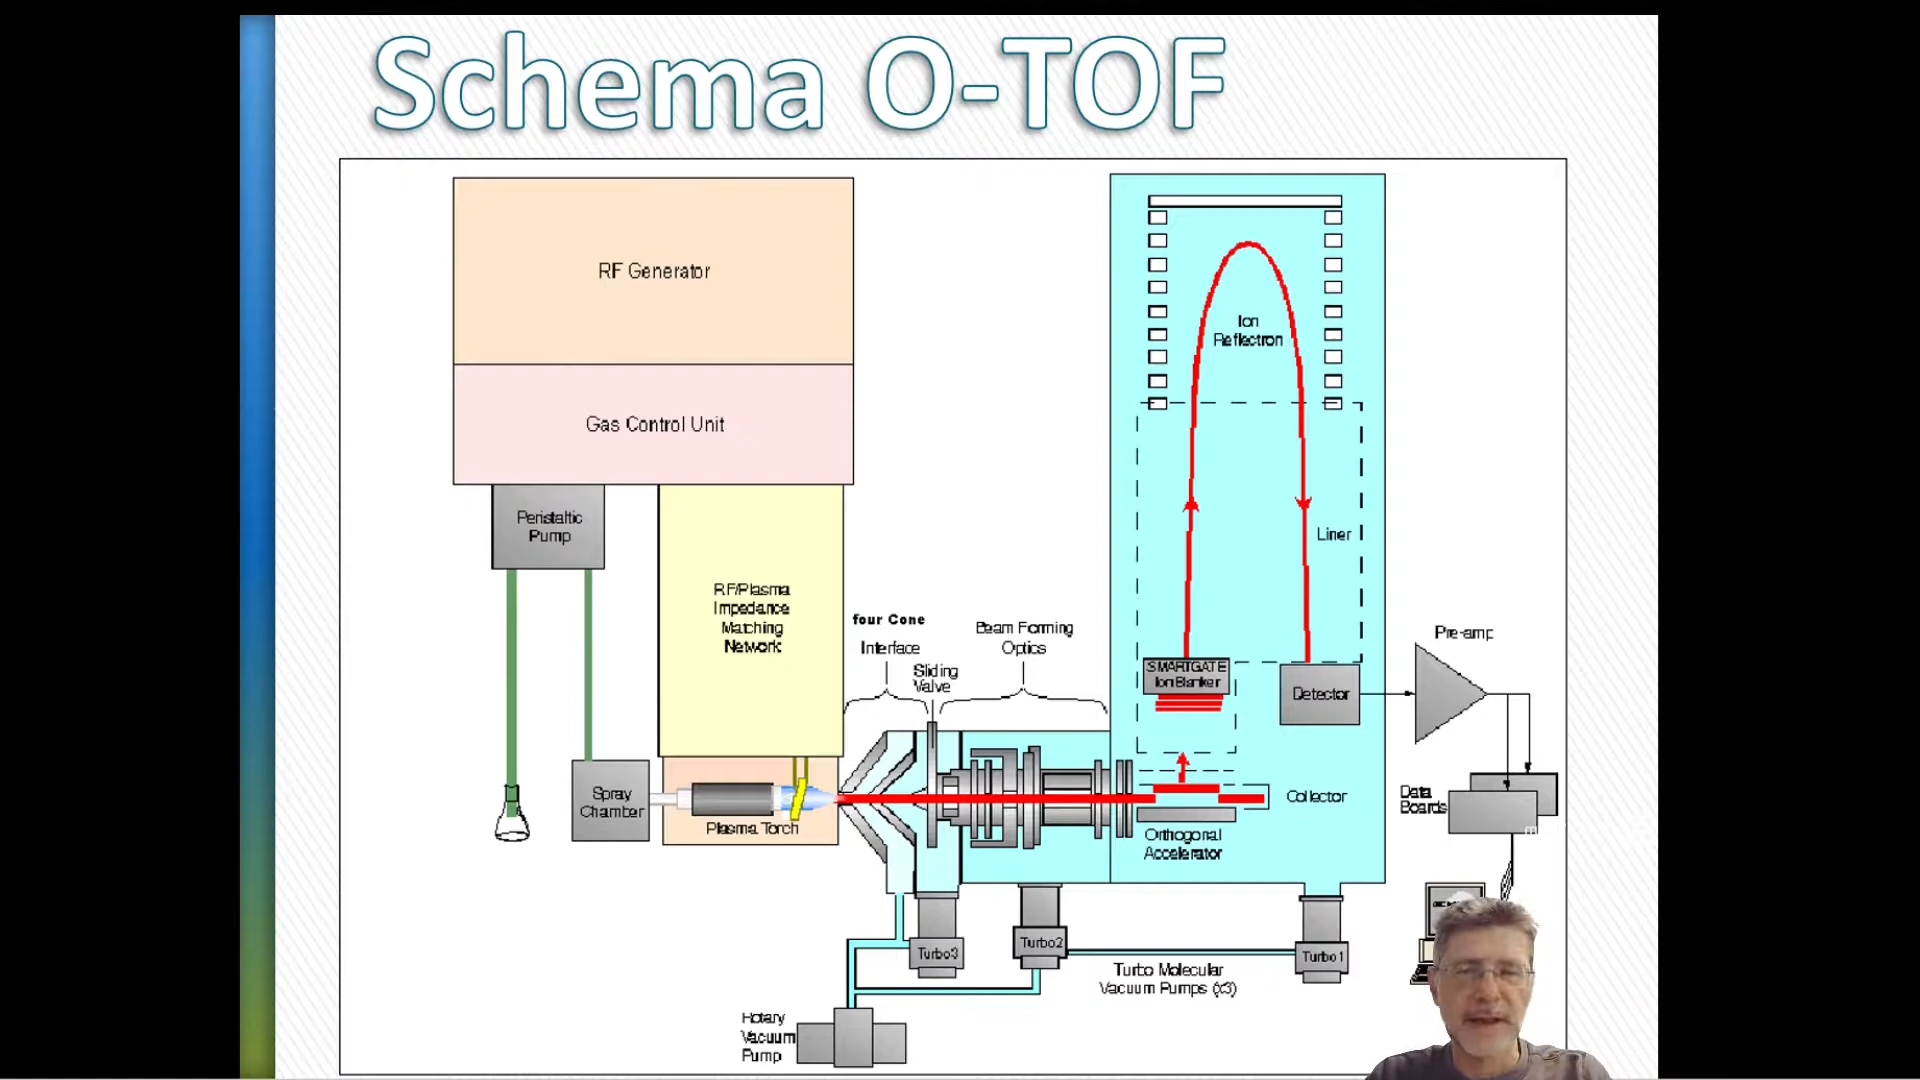 Schema O-TOF
RF Generator
Gas Control Unit
Peristaltic
Pump
RF/Plasma
Impedance
Matching
Network
four Cone
Interface
Sliding
Valve
Beam Forming
Optics
Ion
Reflectron
Liner
SMARTGATE
Ion Blanker
Detector
Pre-amp
Data
Boards
Collector
Orthogonal
Accelerator
Spray
Chamber
Plasma Torch
Turbo3
Turbo2
Turbo1
Turbo Molecular
Vacuum Pumps (x3)
Rotary
Vacuum
Pump